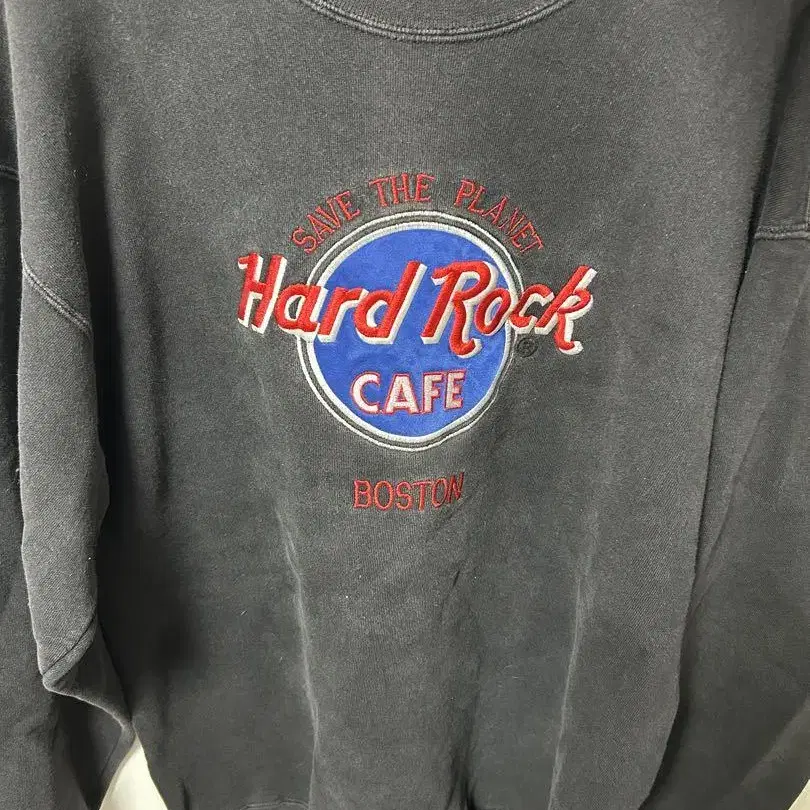 SAVE THE PLANET
Hard Rock
CAFE
®
BOSTON